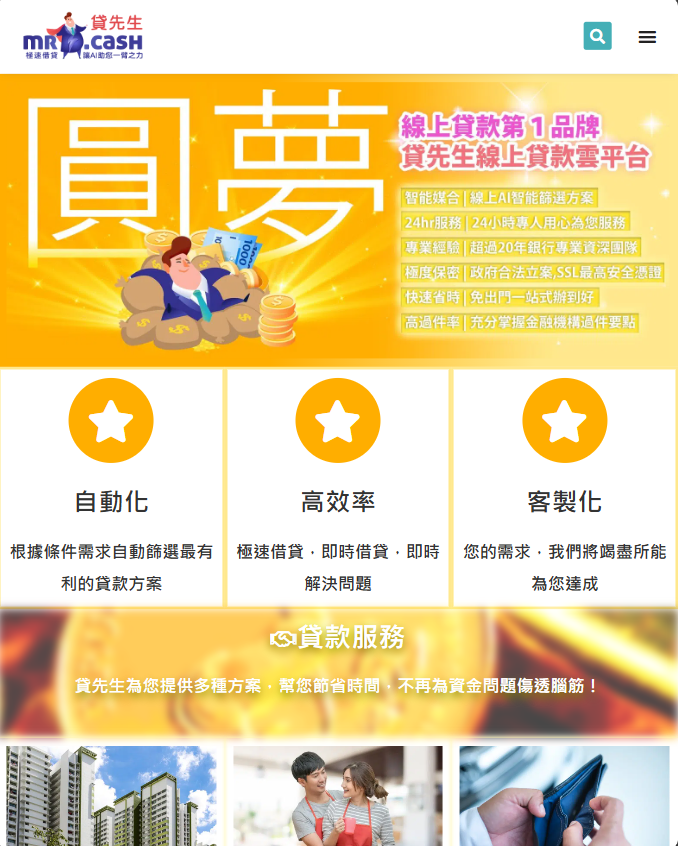 貸先生
MR.CASH
極速借貸 讓AI助您一臂之力
圓夢
線上貸款第1品牌
貸先生線上貸款雲平台
智能媒合 | 線上AI智能篩選方案
24hr服務 | 24小時專人用心為您服務
專業經驗 | 超過20年銀行專業資深團隊
極度保密 | 政府合法立案,SSL最高安全憑證
快速省時 | 免出門一站式辦到好
高過件率 | 充分掌握金融機構過件要點
1000
自動化
根據條件需求自動篩選最有
利的貸款方案
高效率
極速借貸，即時借貸，即時
解決問題
客製化
您的需求，我們將竭盡所能
為您達成
貸款服務
貸先生為您提供多種方案，幫您節省時間，不再為資金問題傷透腦筋！